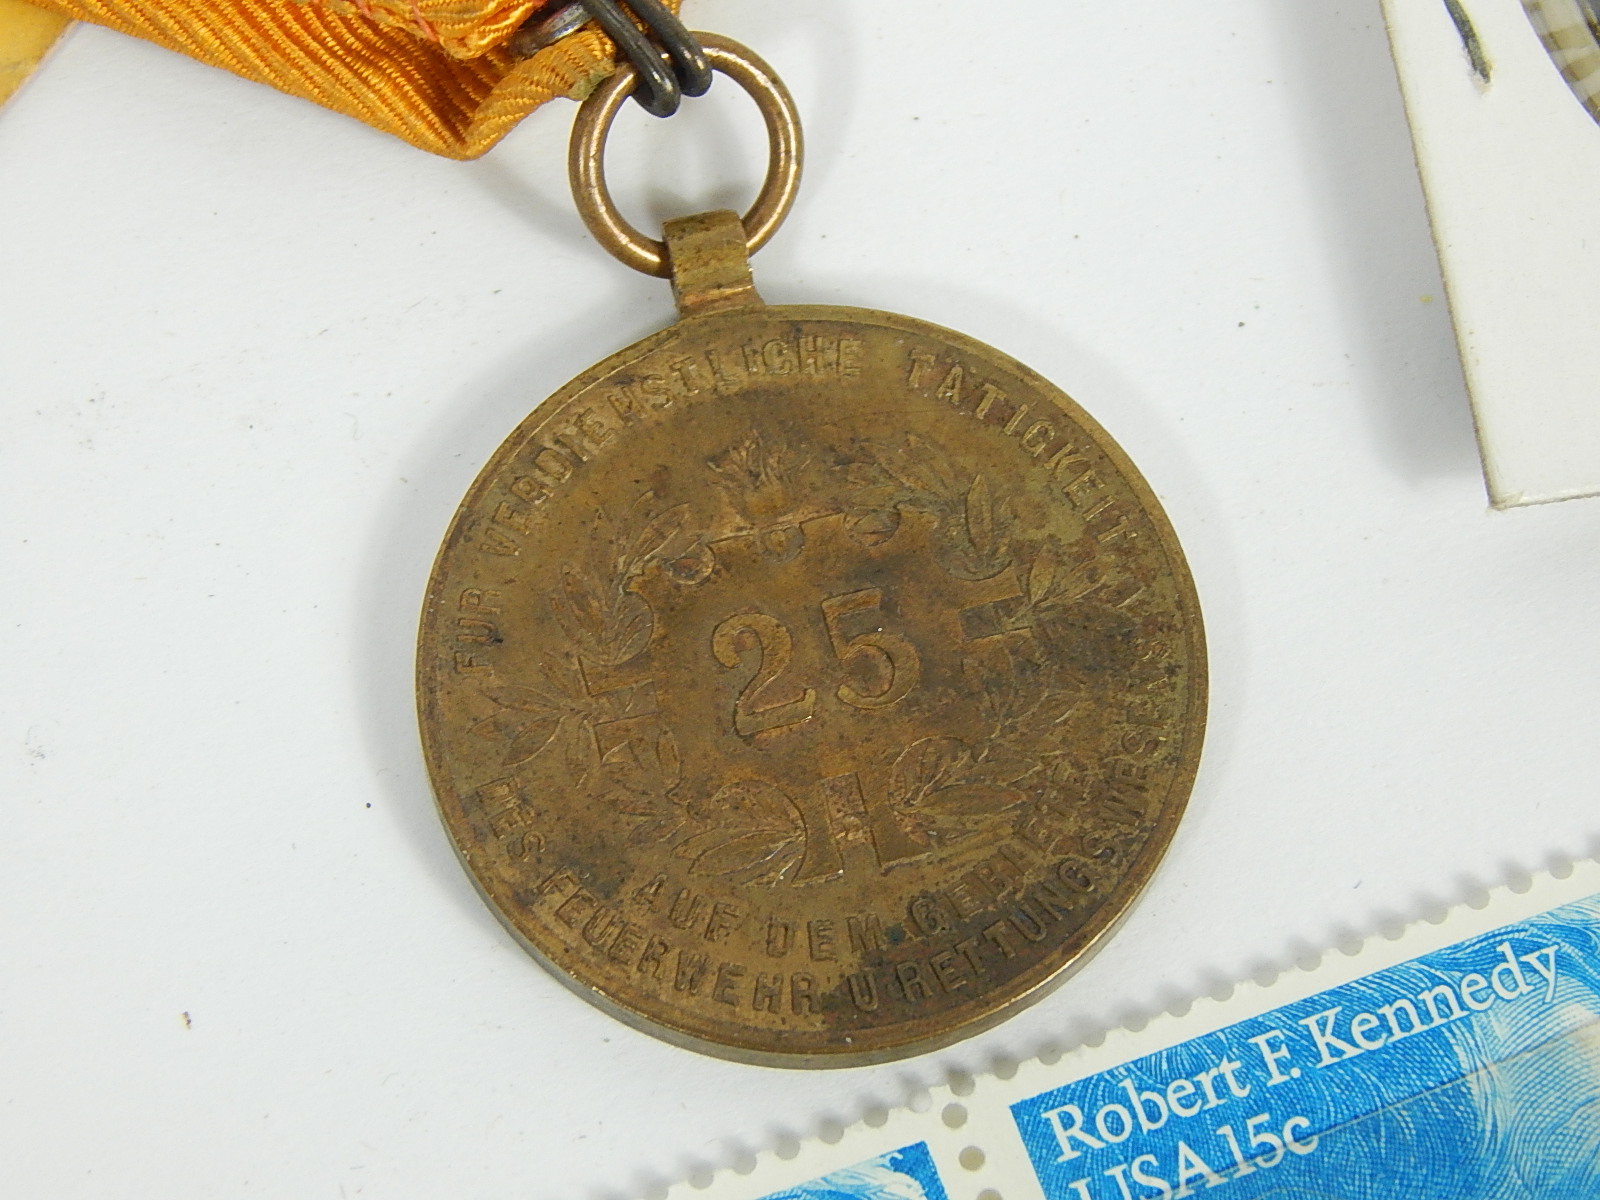 FÜR VERDIENSTLICHE TÄTIGKEIT
AUF DEM GEBIETE
DES FEUERWEHR U RETTUNGSWESENS
25
Robert F. Kennedy
USA 15c